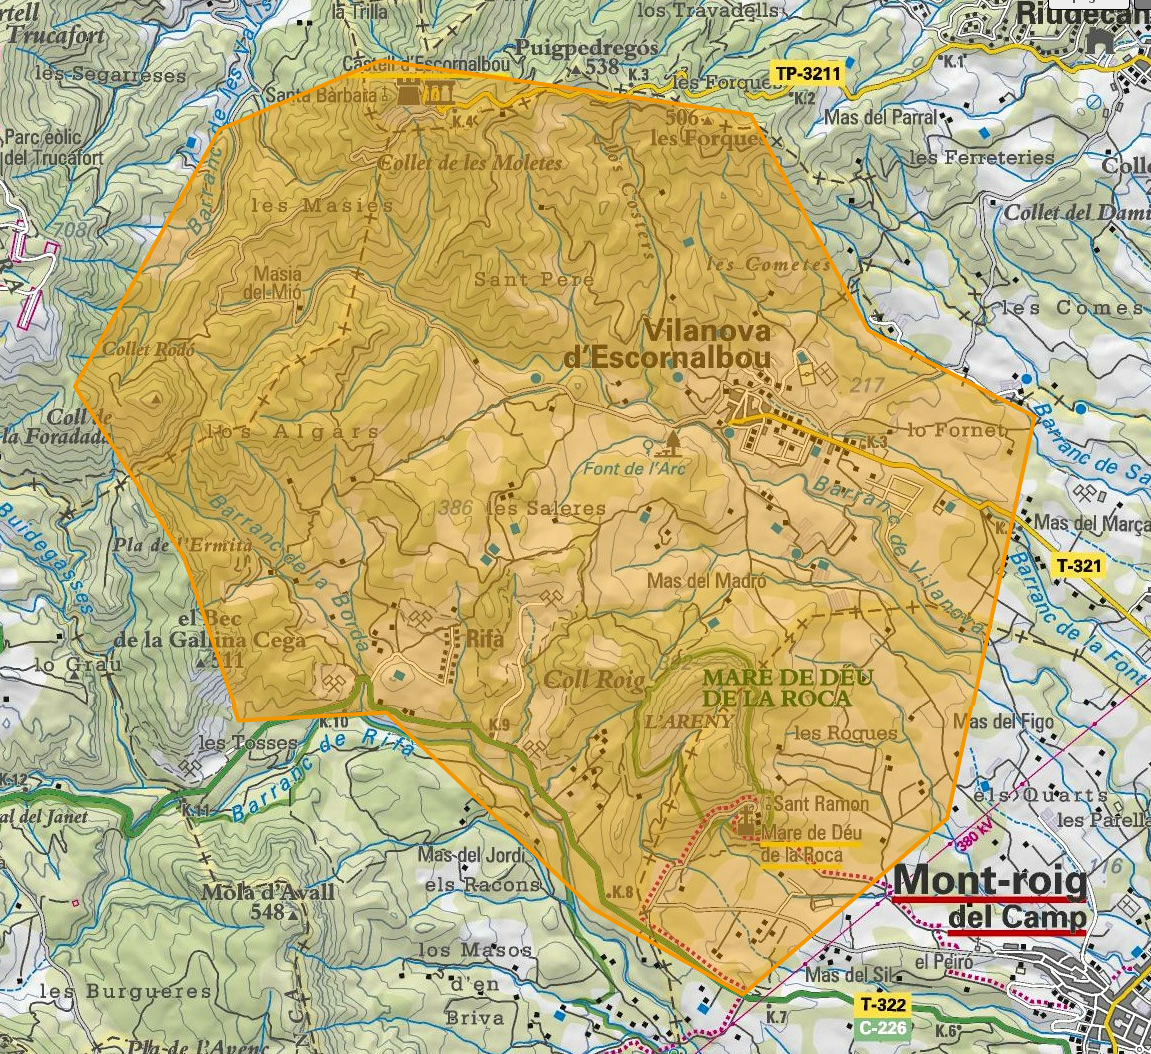 Riudecan
la Trilla
los Travadells
Trucafort
Puigpedregós
538
Castell d'Escornalbou
K.3
les Forques
TP-3211
K.1
K.2
les Segarreses
Santa Bàrbara
K.4
506
les Forques
Mas del Parral
Parc eòlic
del Trucafort
Collet de les Moletes
les Ferreteries
Barranc de les
los Costers
les Masies
Collet del Dami
708
Masia
del Mió
Sant Pere
les Cometes
les Comes
Vilanova
d'Escornalbou
Collet Rodó
217
Coll de
la Foradada
los Algars
K.3
lo Fornet
Barranc de Sa
Font de l'Arc
386
les Saleres
Barranc de Vilanova
Mas del Marça
Buidegasses
Pla de l'Ermita
Barranc de la Borda
T-321
Mas del Madró
Barranc de la Font
el Bec
de la Gallina Cega
511
Rifà
lo Grau
Coll Roig
MARE DE DÉU
DE LA ROCA
L'ARENY
K.10
K.9
les Roques
Mas del Figo
les Tosses
Barranc de Rifà
K.12
K.11
al del Janet
els Quarts
les Parella
Sant Ramon
Mare de Déu
de la Roca
380 kV
116
Mas del Jordi
els Racons
Mola d'Avall
548
K.8
Mont-roig
del Camp
los Masos
d'en
Briva
el Peiró
Mas del Sil
les Burgueres
T-322
C-226
K.7
K.6
Pla de l'Avenc